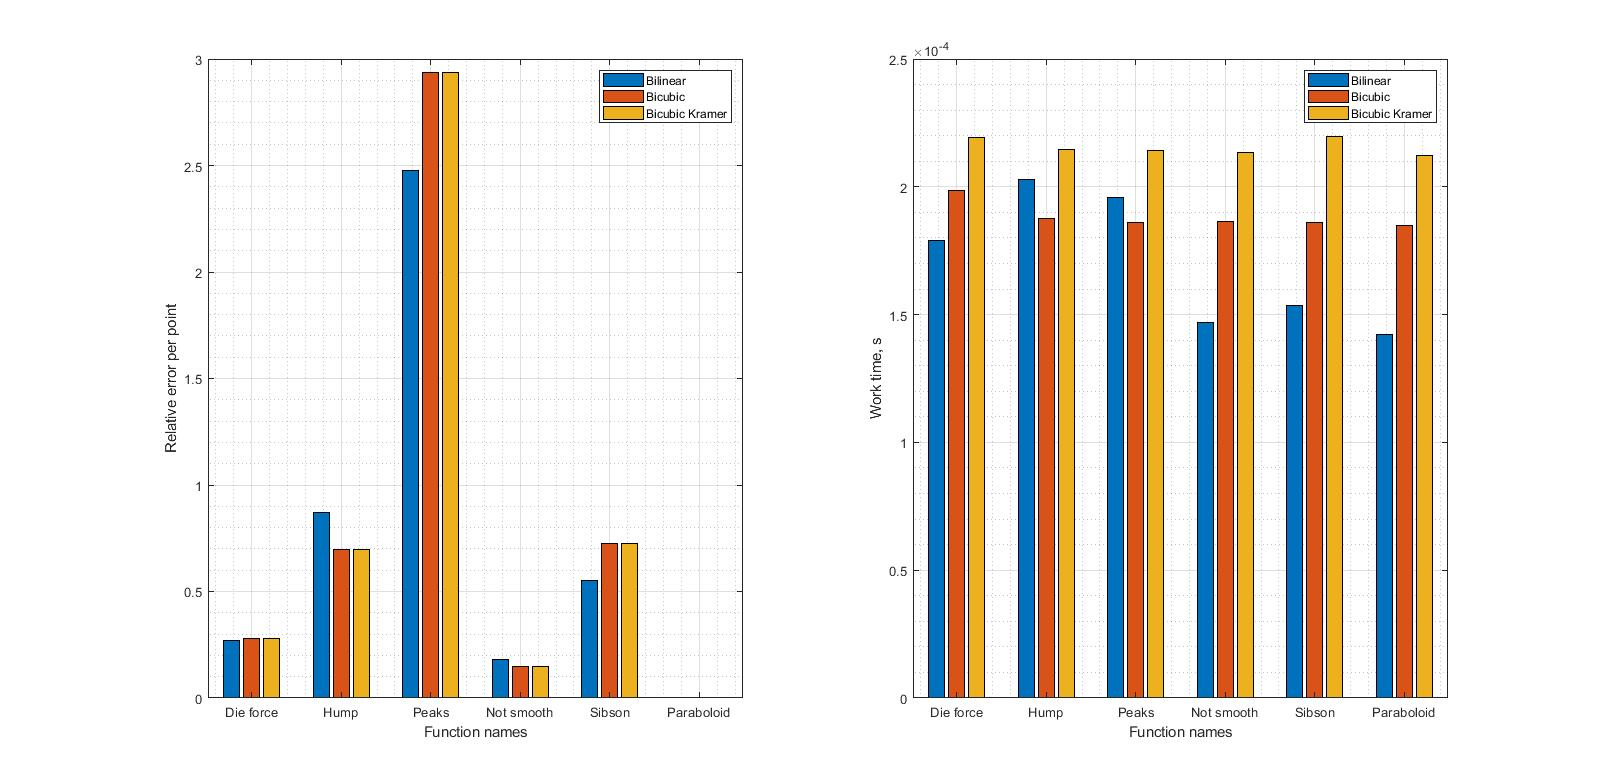 3
2.5
2
1.5
1
0.5
0
Relative error per point
Bilinear
Bicubic
Bicubic Kramer
Die force Hump Peaks Not smooth Sibson Paraboloid
Function names
×10-4
2.5
2
1.5
1
0.5
0
Work time, s
Bilinear
Bicubic
Bicubic Kramer
Die force Hump Peaks Not smooth Sibson Paraboloid
Function names